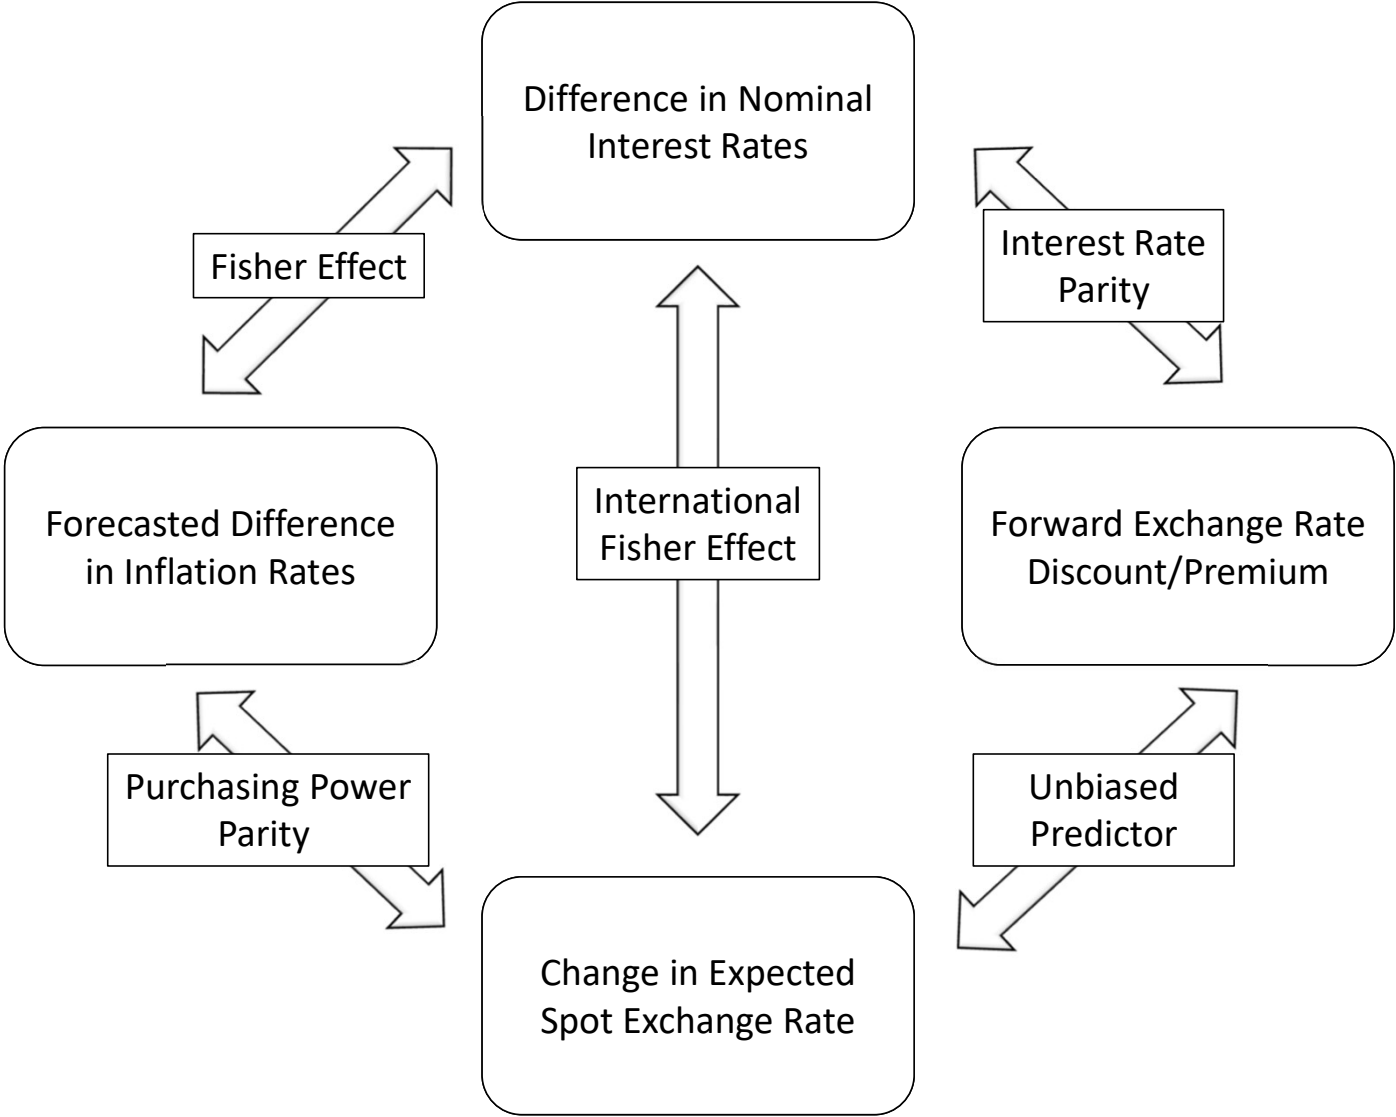 Difference in Nominal
Interest Rates
Fisher Effect
Interest Rate
Parity
International
Fisher Effect
Forecasted Difference
in Inflation Rates
Forward Exchange Rate
Discount/Premium
Purchasing Power
Parity
Unbiased
Predictor
Change in Expected
Spot Exchange Rate